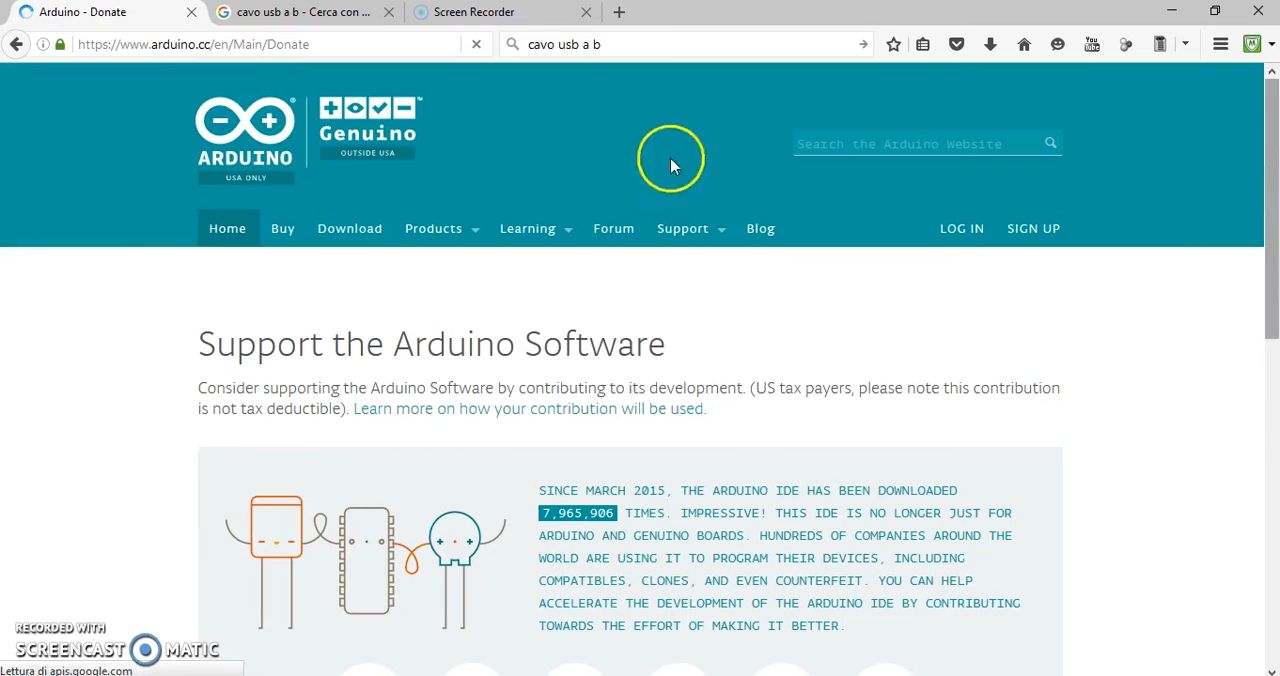 Arduino - Donate
cavo usb a b - Cerca con ...
Screen Recorder
https://www.arduino.cc/en/Main/Donate
cavo usb a b
You
Tube
ARDUINO
USA ONLY
Genuino
OUTSIDE USA
Search the Arduino Website
Home
Buy
Download
Products
Learning
Forum
Support
Blog
LOG IN
SIGN UP
Support the Arduino Software
Consider supporting the Arduino Software by contributing to its development. (US tax payers, please note this contribution
is not tax deductible). Learn more on how your contribution will be used.
SINCE MARCH 2015, THE ARDUINO IDE HAS BEEN DOWNLOADED
7,965,906 TIMES. IMPRESSIVE! THIS IDE IS NO LONGER JUST FOR
ARDUINO AND GENUINO BOARDS. HUNDREDS OF COMPANIES AROUND THE
WORLD ARE USING IT TO PROGRAM THEIR DEVICES, INCLUDING
COMPATIBLES, CLONES, AND EVEN COUNTERFEIT. YOU CAN HELP
ACCELERATE THE DEVELOPMENT OF THE ARDUINO IDE BY CONTRIBUTING
TOWARDS THE EFFORT OF MAKING IT BETTER.
RECORDED WITH
SCREENCAST MATIC
Lettura di apis.google.com